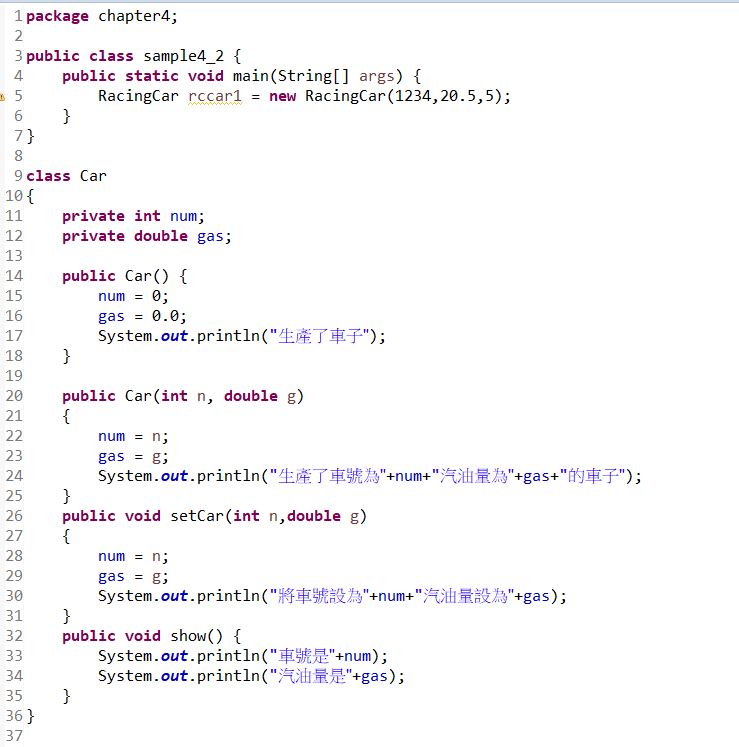 1 package chapter4;
2
3 public class sample4_2 {
4     public static void main(String[] args) {
5         RacingCar rccar1 = new RacingCar(1234,20.5,5);
6     }
7 }
8
9 class Car
10 {
11     private int num;
12     private double gas;
13
14     public Car() {
15         num = 0;
16         gas = 0.0;
17         System.out.println("生產了車子");
18     }
19
20     public Car(int n, double g)
21     {
22         num = n;
23         gas = g;
24         System.out.println("生產了車號為"+num+"汽油量為"+gas+"的車子");
25     }
26     public void setCar(int n,double g)
27     {
28         num = n;
29         gas = g;
30         System.out.println("將車號設為"+num+"汽油量設為"+gas);
31     }
32     public void show() {
33         System.out.println("車號是"+num);
34         System.out.println("汽油量是"+gas);
35     }
36 }
37